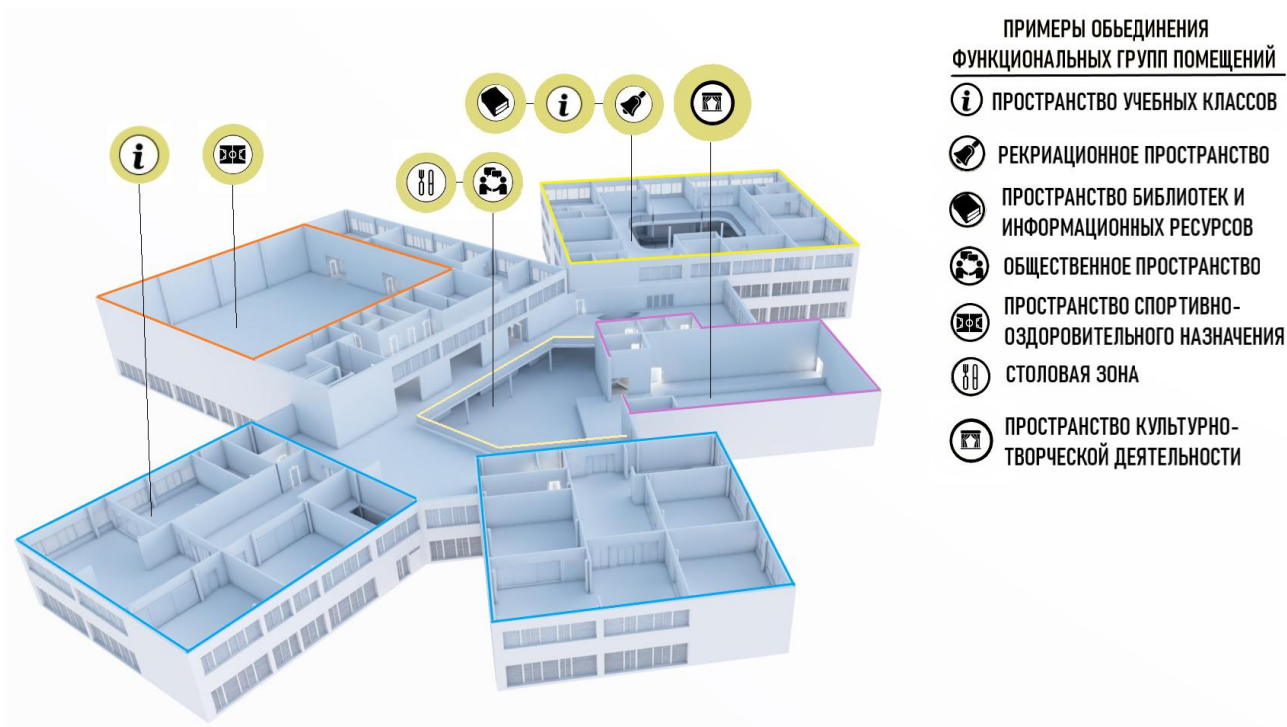 ПРИМЕРЫ ОБЬЕДИНЕНИЯ
ФУНКЦИОНАЛЬНЫХ ГРУПП ПОМЕЩЕНИЙ
i ПРОСТРАНСТВО УЧЕБНЫХ КЛАССОВ
РЕКРИАЦИОННОЕ ПРОСТРАНСТВО
ПРОСТРАНСТВО БИБЛИОТЕК И
ИНФОРМАЦИОННЫХ РЕСУРСОВ
ОБЩЕСТВЕННОЕ ПРОСТРАНСТВО
ПРОСТРАНСТВО СПОРТИВНО-
ОЗДОРОВИТЕЛЬНОГО НАЗНАЧЕНИЯ
СТОЛОВАЯ ЗОНА
ПРОСТРАНСТВО КУЛЬТУРНО-
ТВОРЧЕСКОЙ ДЕЯТЕЛЬНОСТИ
i
i